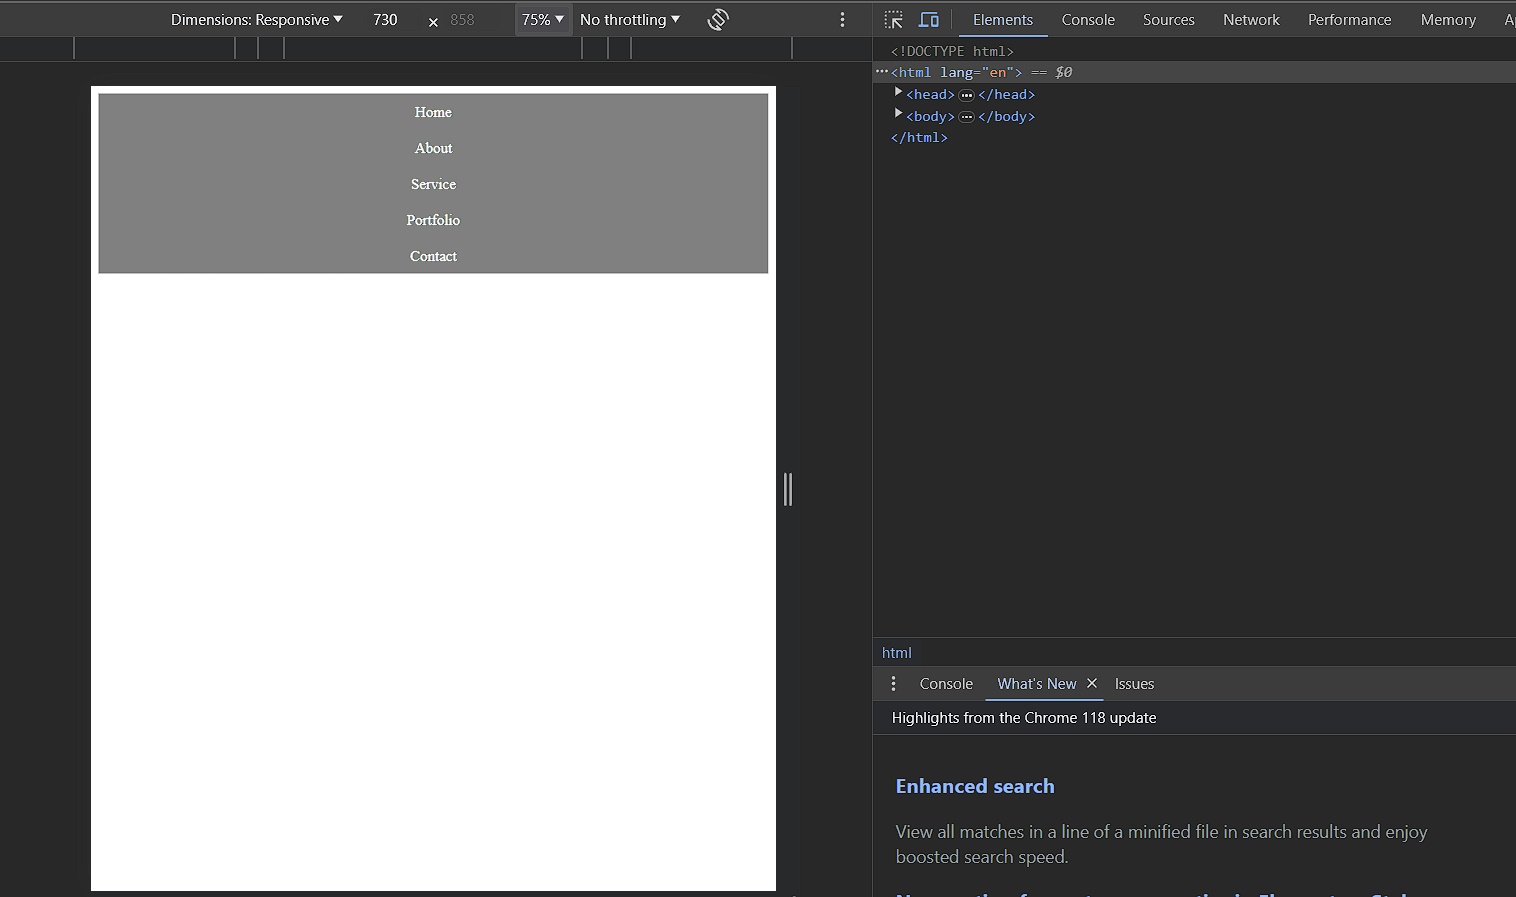 Dimensions: Responsive ▼ 730 × 858 75% ▼ No throttling ▼
Elements Console Sources Network Performance Memory
<!DOCTYPE html>
<html lang="en"> == $0
<head> … </head>
<body> … </body>
</html>
Home
About
Service
Portfolio
Contact
html
Console What's New × Issues
Highlights from the Chrome 118 update
Enhanced search
View all matches in a line of a minified file in search results and enjoy
boosted search speed.